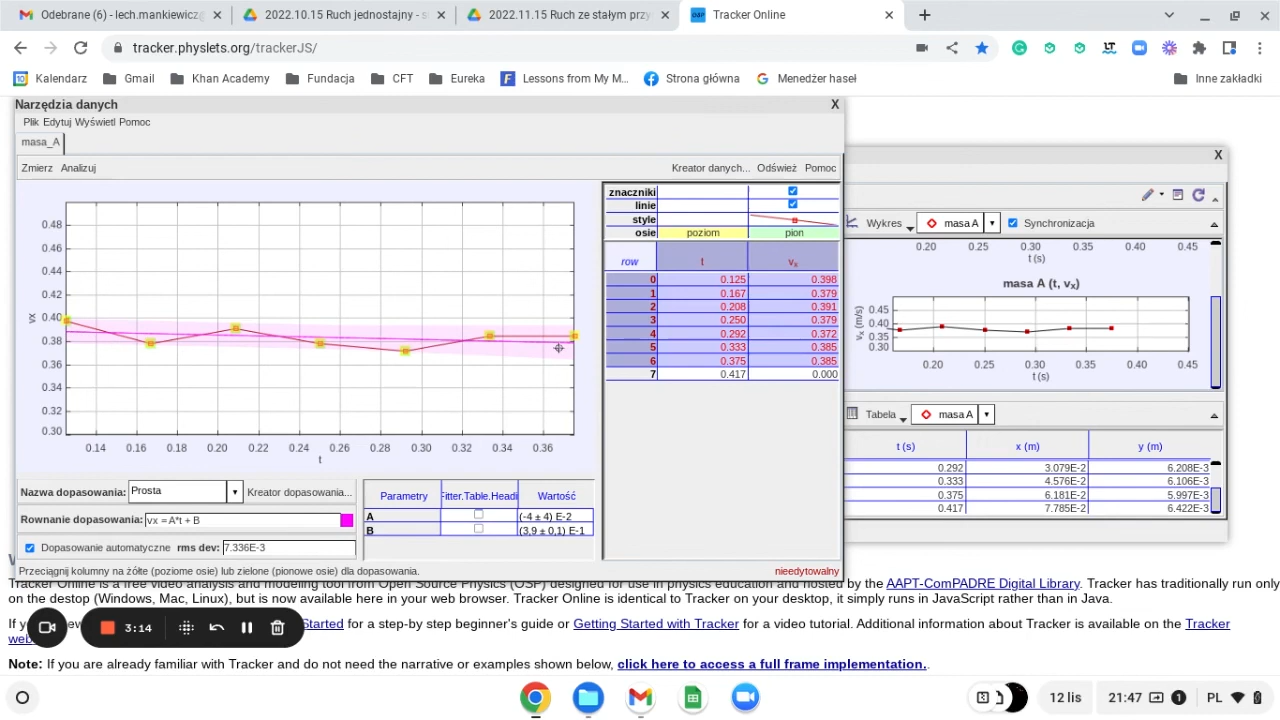 Odebrane (6) - lech.mankiewicz@
2022.10.15 Ruch jednostajny - s
2022.11.15 Ruch ze stałym przy
OSP Tracker Online
tracker.physlets.org/trackerJS/
Kalendarz Gmail Khan Academy Fundacja CFT Eureka Lessons from My M... Strona główna Menedżer haseł Inne zakładki
Narzędzia danych X
Plik Edytuj Wyświetl Pomoc
masa_A
Zmierz Analizuj Kreator danych... Odśwież Pomoc
znaczniki
linie
style
osie poziom pion
row t vx
0 0.125 0.398
1 0.167 0.379
2 0.208 0.391
3 0.250 0.379
4 0.292 0.372
5 0.333 0.385
6 0.375 0.385
7 0.417 0.000
0.48
0.46
0.44
0.42
0.40
0.38
0.36
0.34
0.32
0.30
vx
0.14 0.16 0.18 0.20 0.22 0.24 0.26 0.28 0.30 0.32 0.34 0.36
t
Nazwa dopasowania: Prosta Kreator dopasowania...
Rownanie dopasowania: vx = A*t + B
Dopasowanie automatyczne rms dev: 7.336E-3
Parametry Fitter.Table.Headi Wartość
A (-4 ± 4) E-2
B (3,9 ± 0,1) E-1
Przeciągnij kolumny na żółte (poziome osie) lub zielone (pionowe osie) dla dopasowania. nieedytowalny
X
Wykres masa A Synchronizacja
0.20 0.25 0.30 0.35 0.40 0.45
t (s)
masa A (t, vx)
0.45
0.40
0.35
0.30
vx (m/s)
0.20 0.25 0.30 0.35 0.40 0.45
t (s)
Tabela masa A
t (s) x (m) y (m)
0.292 3.079E-2 6.208E-3
0.333 4.576E-2 6.106E-3
0.375 6.181E-2 5.997E-3
0.417 7.785E-2 6.422E-3
Tracker Online is a free video analysis and modeling tool from Open Source Physics (OSP) designed for use in physics education and hosted by the AAPT-ComPADRE Digital Library. Tracker has traditionally run only
on the destop (Windows, Mac, Linux), but is now available here in your web browser. Tracker Online is identical to Tracker on your desktop, it simply runs in JavaScript rather than in Java.
If Started for a step-by step beginner's guide or Getting Started with Tracker for a video tutorial. Additional information about Tracker is available on the Tracker
web
3:14
Note: If you are already familiar with Tracker and do not need the narrative or examples shown below, click here to access a full frame implementation..
12 lis 21:47 1 PL